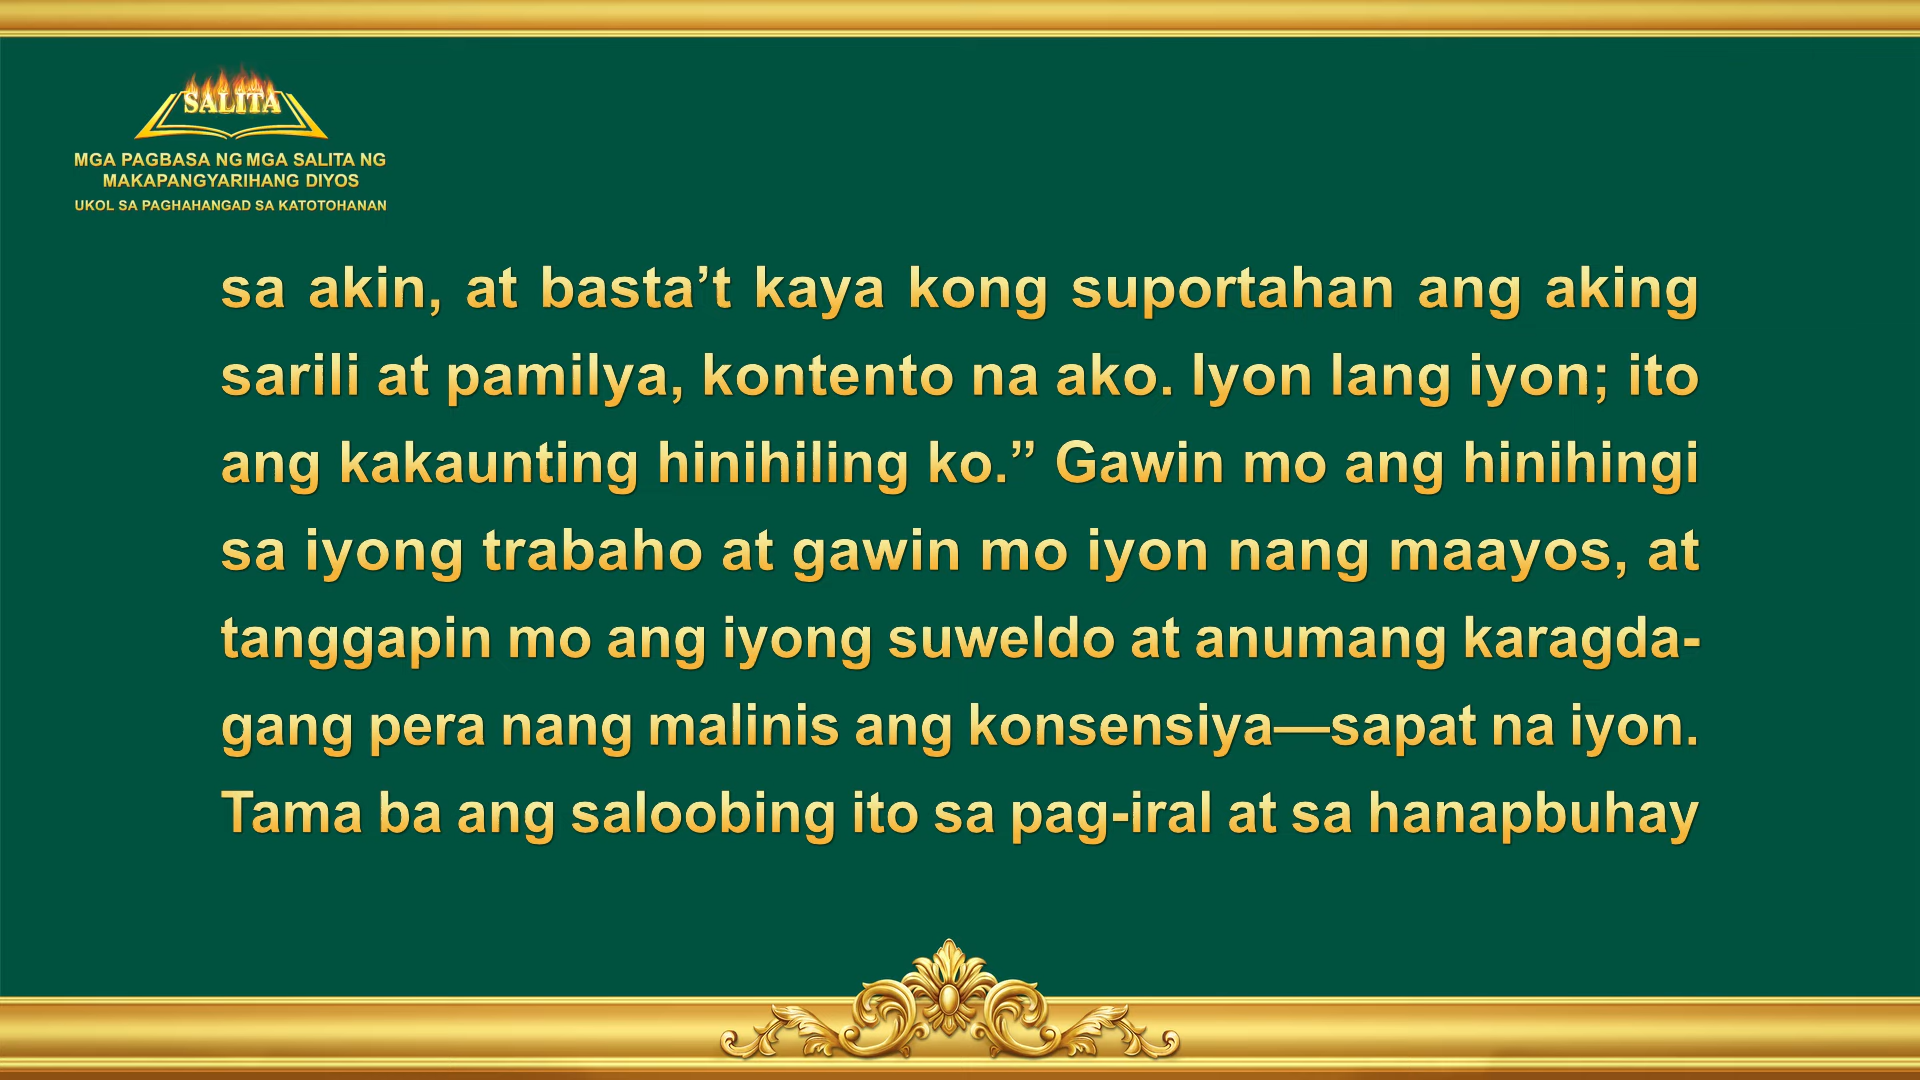 SALITA
MGA PAGBASA NG MGA SALITA NG
MAKAPANGYARIHANG DIYOS
UKOL SA PAGHAHANGAD SA KATOTOHANAN
sa akin, at basta’t kaya kong suportahan ang aking
sarili at pamilya, kontento na ako. Iyon lang iyon; ito
ang kakaunting hinihiling ko.” Gawin mo ang hinihingi
sa iyong trabaho at gawin mo iyon nang maayos, at
tanggapin mo ang iyong suweldo at anumang karagda-
gang pera nang malinis ang konsensiya—sapat na iyon.
Tama ba ang saloobing ito sa pag-iral at sa hanapbuhay